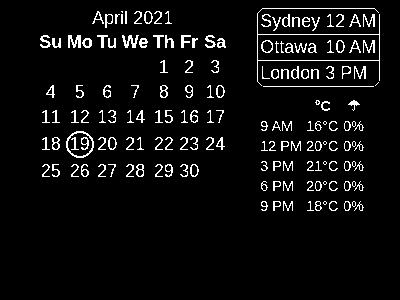 April 2021
Su Mo Tu We Th Fr Sa
1 2 3
4 5 6 7 8 9 10
11 12 13 14 15 16 17
18 19 20 21 22 23 24
25 26 27 28 29 30
Sydney 12 AM
Ottawa 10 AM
London 3 PM
°C
9 AM 16°C 0%
12 PM 20°C 0%
3 PM 21°C 0%
6 PM 20°C 0%
9 PM 18°C 0%